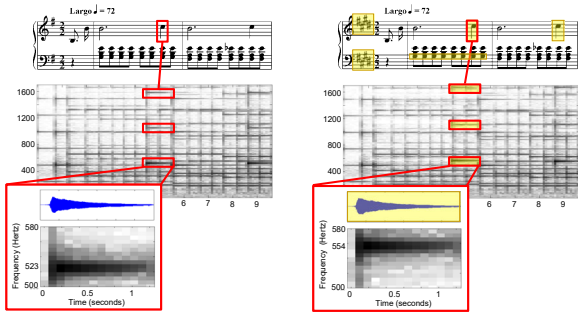 Largo ♩ = 72
Largo ♩ = 72
1600
1200
800
400
6 7 8 9
1600
1200
800
400
6 7 8 9
580
523
500
Frequency (Hertz)
0 0.5 1
Time (seconds)
580
554
500
Frequency (Hertz)
0 0.5 1
Time (seconds)